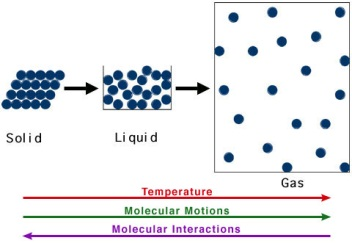 Solid
Liquid
Gas
Temperature
Molecular Motions
Molecular Interactions